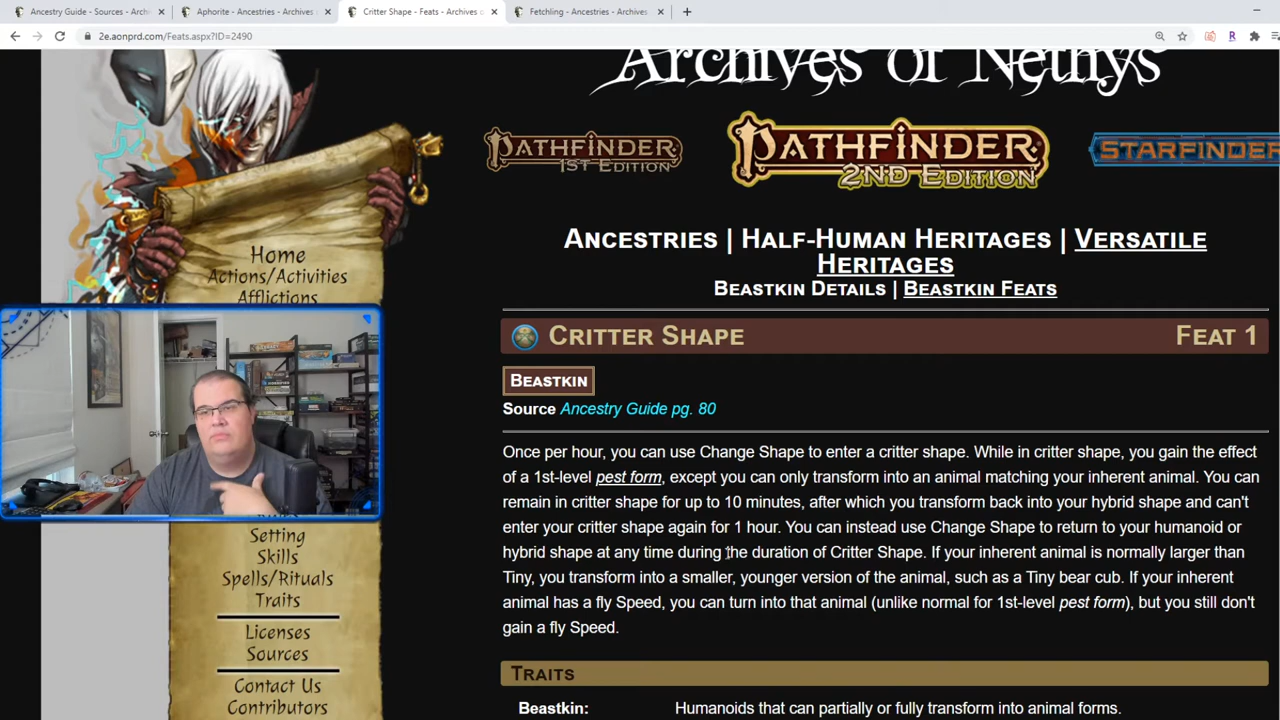 Ancestry Guide - Sources - Arch
Aphorite - Ancestries - Archives o
Critter Shape - Feats - Archives o
Fetchling - Ancestries - Archives
2e.aonprd.com/Feats.aspx?ID=2490
Archives of Nethys
PATHFINDER
1ST EDITION
PATHFINDER
2ND EDITION
STARFINDER
Ancestries | Half-Human Heritages | Versatile
Heritages
Beastkin Details | Beastkin Feats
Home
Actions/Activities
Afflictions
Setting
Skills
Spells/Rituals
Traits
Licenses
Sources
Contact Us
Contributors
Critter Shape Feat 1
Beastkin
Source Ancestry Guide pg. 80
Once per hour, you can use Change Shape to enter a critter shape. While in critter shape, you gain the effect
of a 1st-level pest form, except you can only transform into an animal matching your inherent animal. You can
remain in critter shape for up to 10 minutes, after which you transform back into your hybrid shape and can't
enter your critter shape again for 1 hour. You can instead use Change Shape to return to your humanoid or
hybrid shape at any time during the duration of Critter Shape. If your inherent animal is normally larger than
Tiny, you transform into a smaller, younger version of the animal, such as a Tiny bear cub. If your inherent
animal has a fly Speed, you can turn into that animal (unlike normal for 1st-level pest form), but you still don't
gain a fly Speed.
Traits
Beastkin: Humanoids that can partially or fully transform into animal forms.